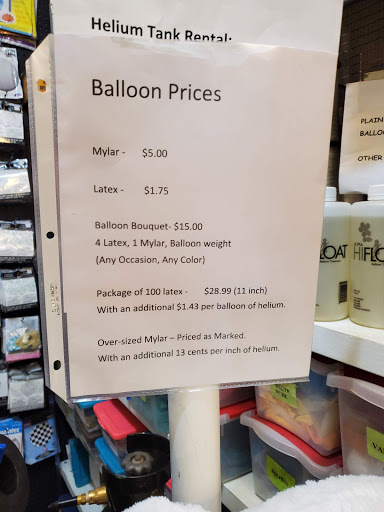 Helium Tank Rental:
Balloon Prices
Mylar - $5.00
Latex - $1.75
Balloon Bouquet- $15.00
4 Latex, 1 Mylar, Balloon weight
(Any Occasion, Any Color)
Package of 100 latex - $28.99 (11 inch)
With an additional $1.43 per balloon of helium.
Over-sized Mylar – Priced as Marked.
With an additional 13 cents per inch of helium.
PLAIN
BALLO
OTHER
LOAT
HIFLO